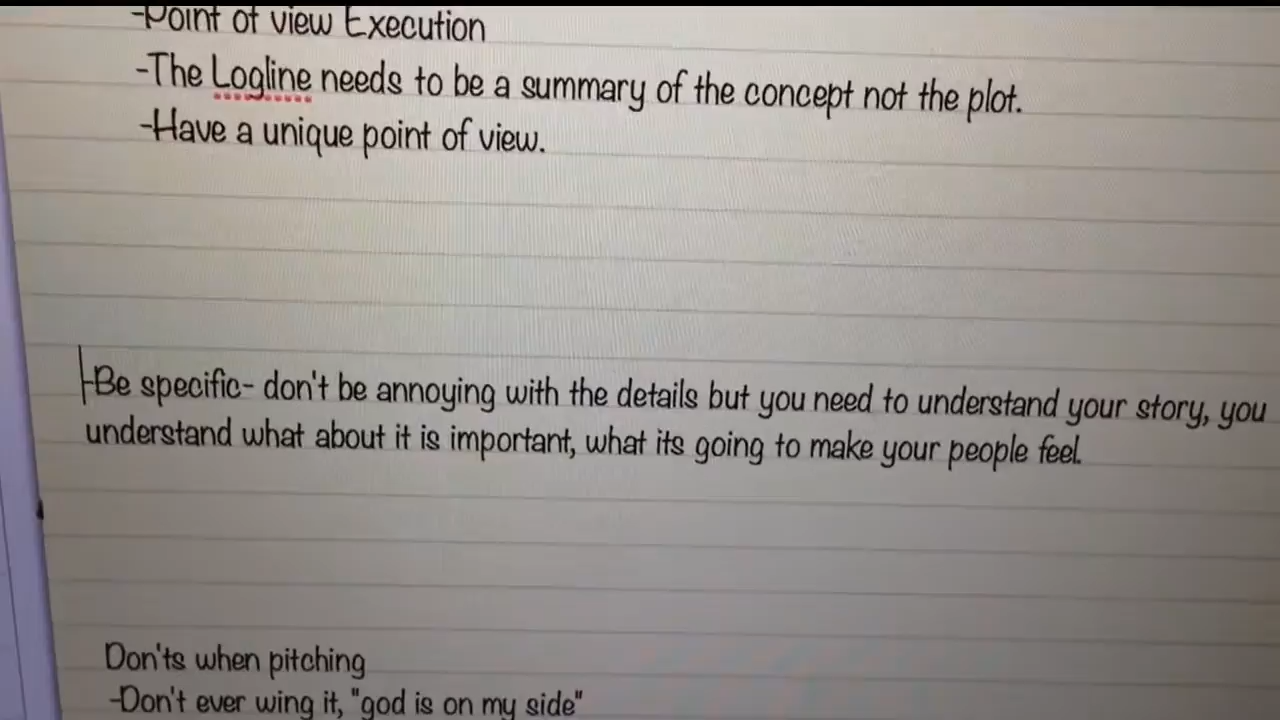 -Point of view Execution
-The Logline needs to be a summary of the concept not the plot.
-Have a unique point of view.
-Be specific- don't be annoying with the details but you need to understand your story, you
understand what about it is important, what its going to make your people feel.
Don'ts when pitching
-Don't ever wing it, "god is on my side"